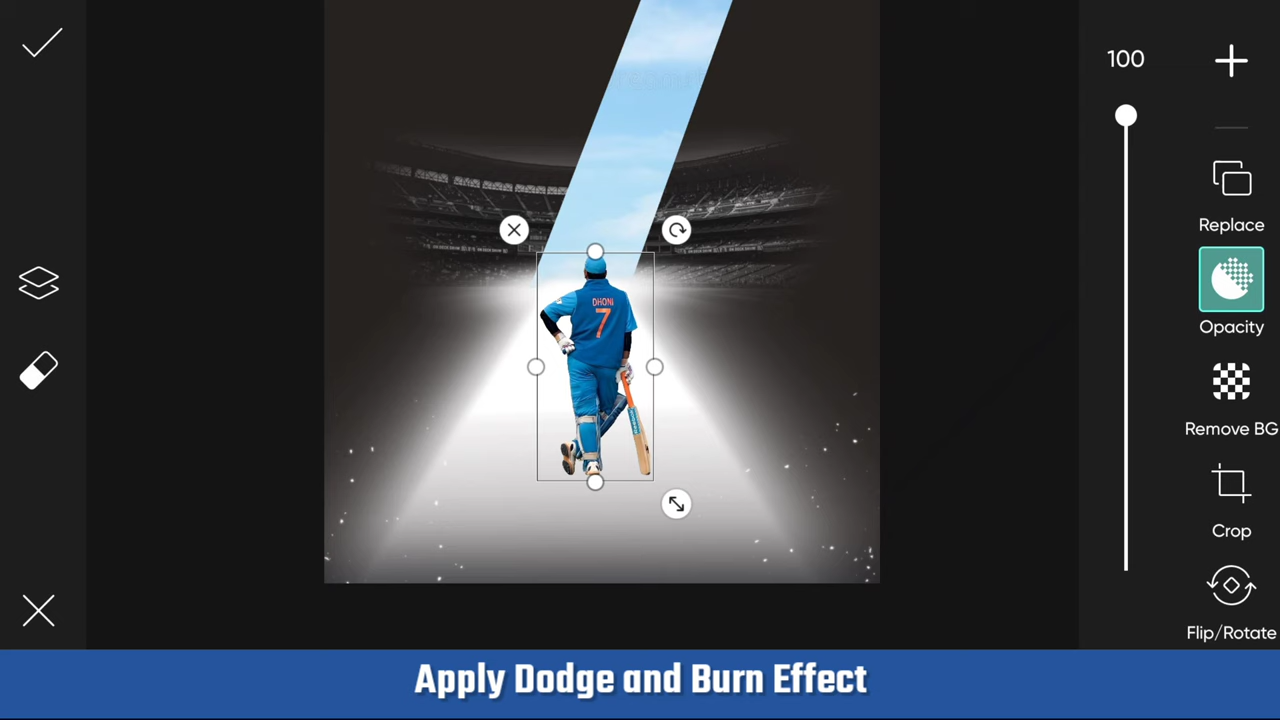 100
Replace
Opacity
Remove BG
Crop
Flip/Rotate
DHONI
7
Apply Dodge and Burn Effect